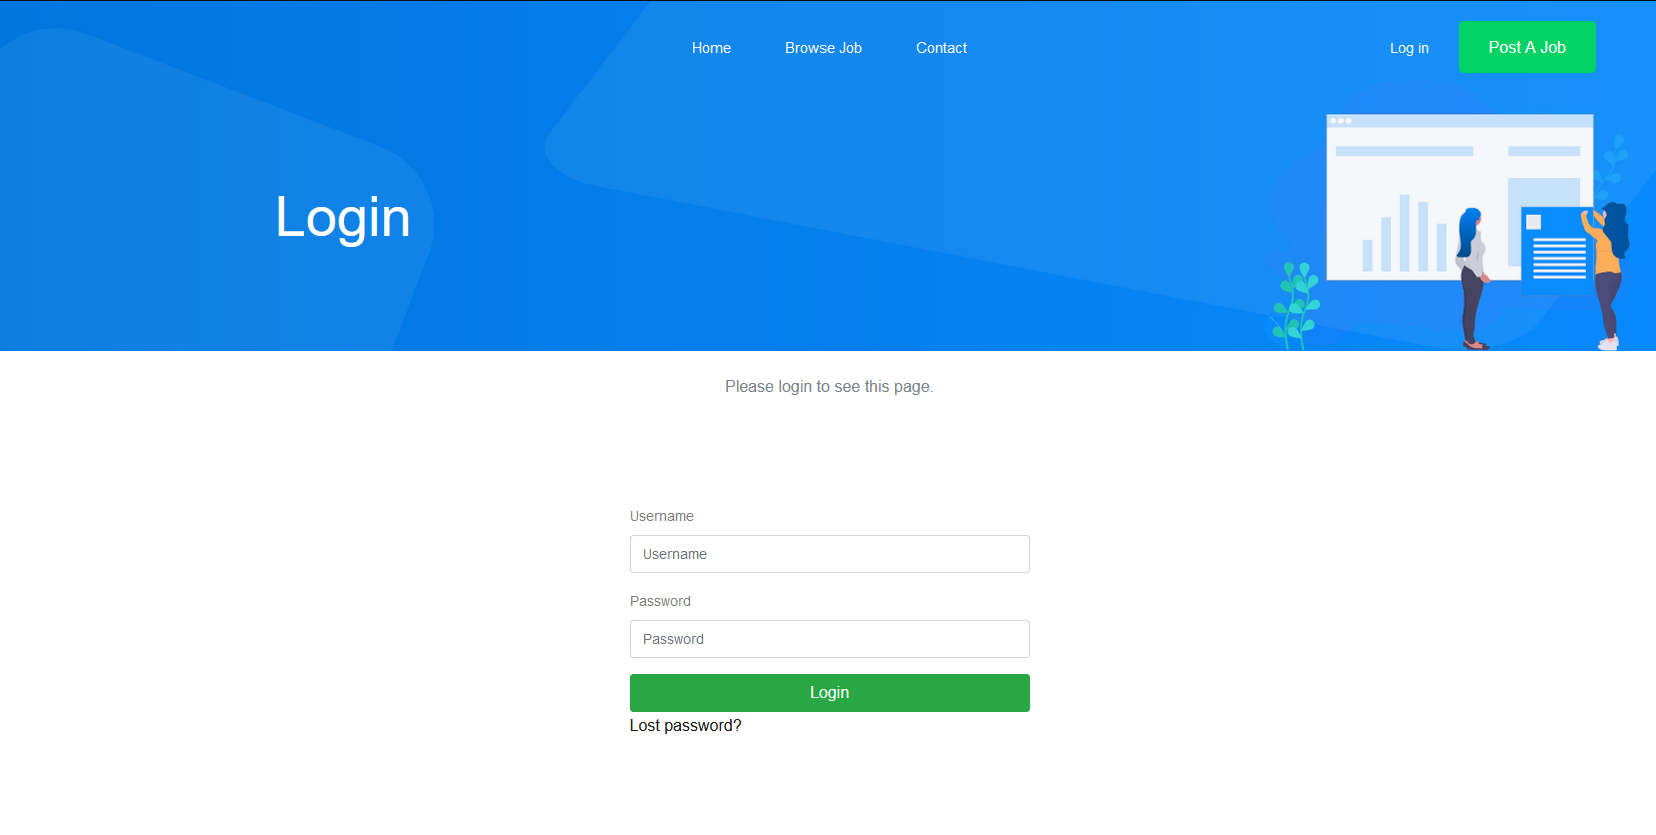 Home Browse Job Contact Log in Post A Job
Login
Please login to see this page.
Username
Username
Password
Password
Login
Lost password?